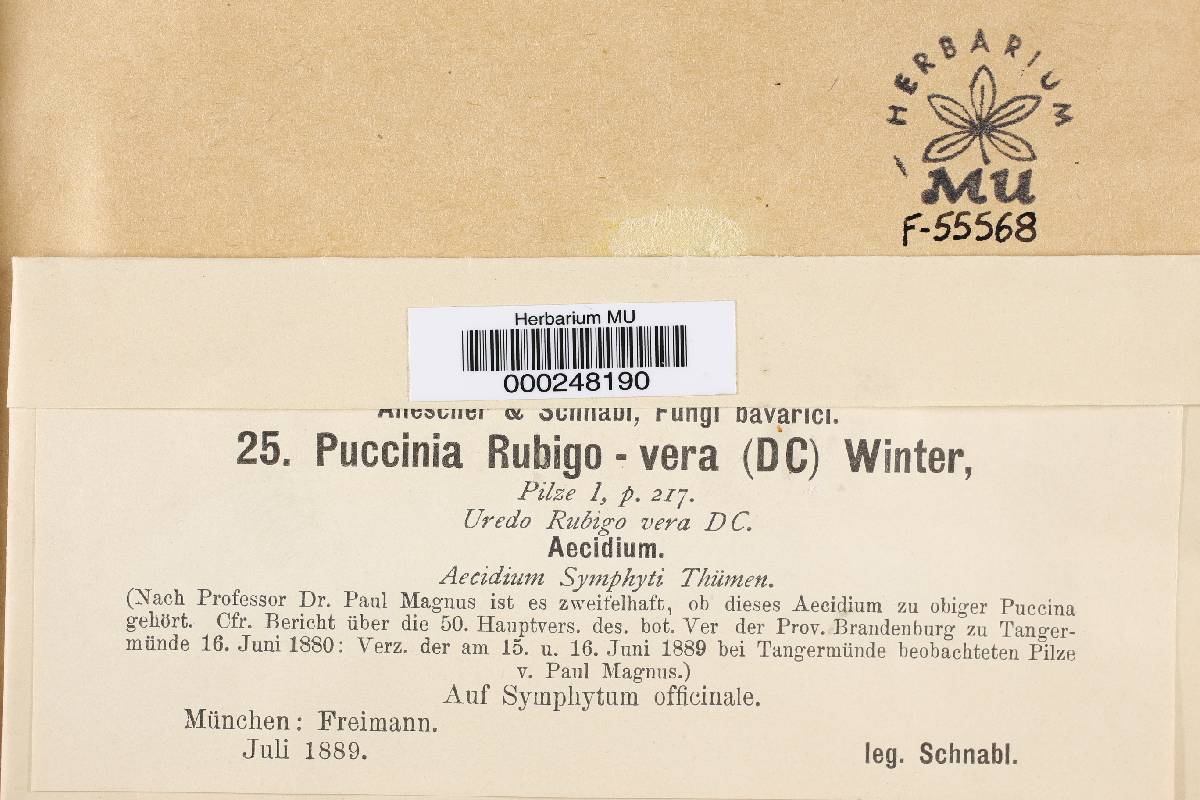 HERBARIUM
MU
F-55568
Herbarium MU
000248190
Allescher & Schnabl, Fungi bavarici.
25. Puccinia Rubigo - vera (DC) Winter,
Pilze I, p. 217.
Uredo Rubigo vera DC.
Aecidium.
Aecidium Symphyti Thümen.
(Nach Professor Dr. Paul Magnus ist es zweifelhaft, ob dieses Aecidium zu obiger Puccina
gehört. Cfr. Bericht über die 50. Hauptvers. des. bot. Ver der Prov. Brandenburg zu Tanger-
münde 16. Juni 1880: Verz. der am 15. u. 16. Juni 1889 bei Tangermünde beobachteten Pilze
v. Paul Magnus.)
Auf Symphytum officinale.
München: Freimann.
Juli 1889.
leg. Schnabl.